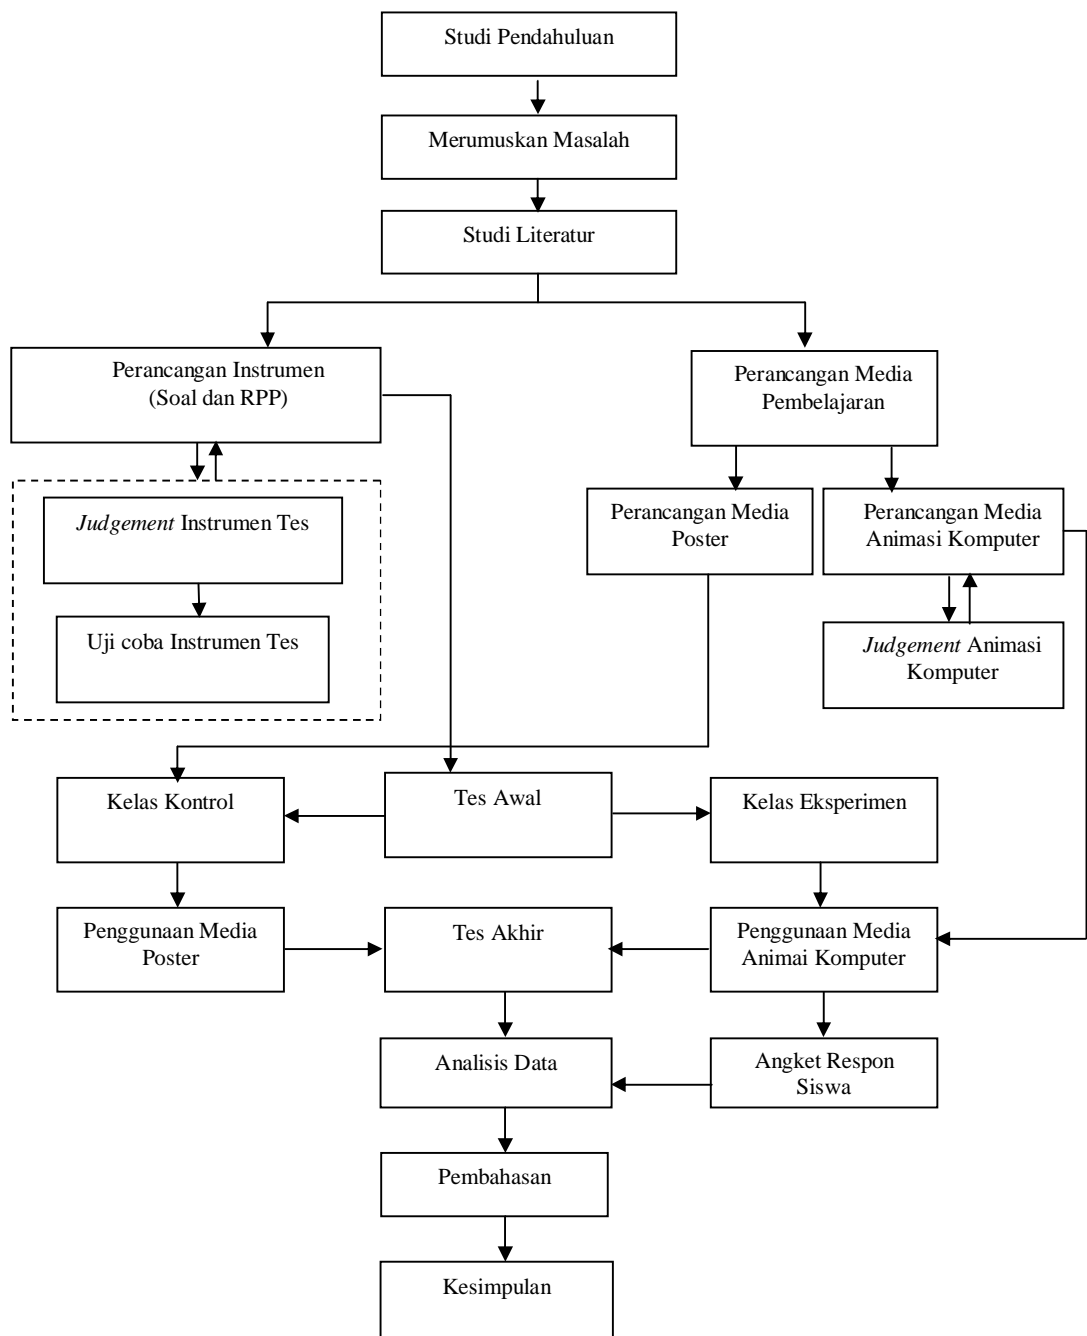 Studi Pendahuluan
Merumuskan Masalah
Studi Literatur
Perancangan Instrumen
(Soal dan RPP)
Perancangan Media
Pembelajaran
Judgement Instrumen Tes
Uji coba Instrumen Tes
Perancangan Media
Poster
Perancangan Media
Animasi Komputer
Judgement Animasi
Komputer
Kelas Kontrol
Tes Awal
Kelas Eksperimen
Penggunaan Media
Poster
Tes Akhir
Penggunaan Media
Animai Komputer
Analisis Data
Angket Respon
Siswa
Pembahasan
Kesimpulan